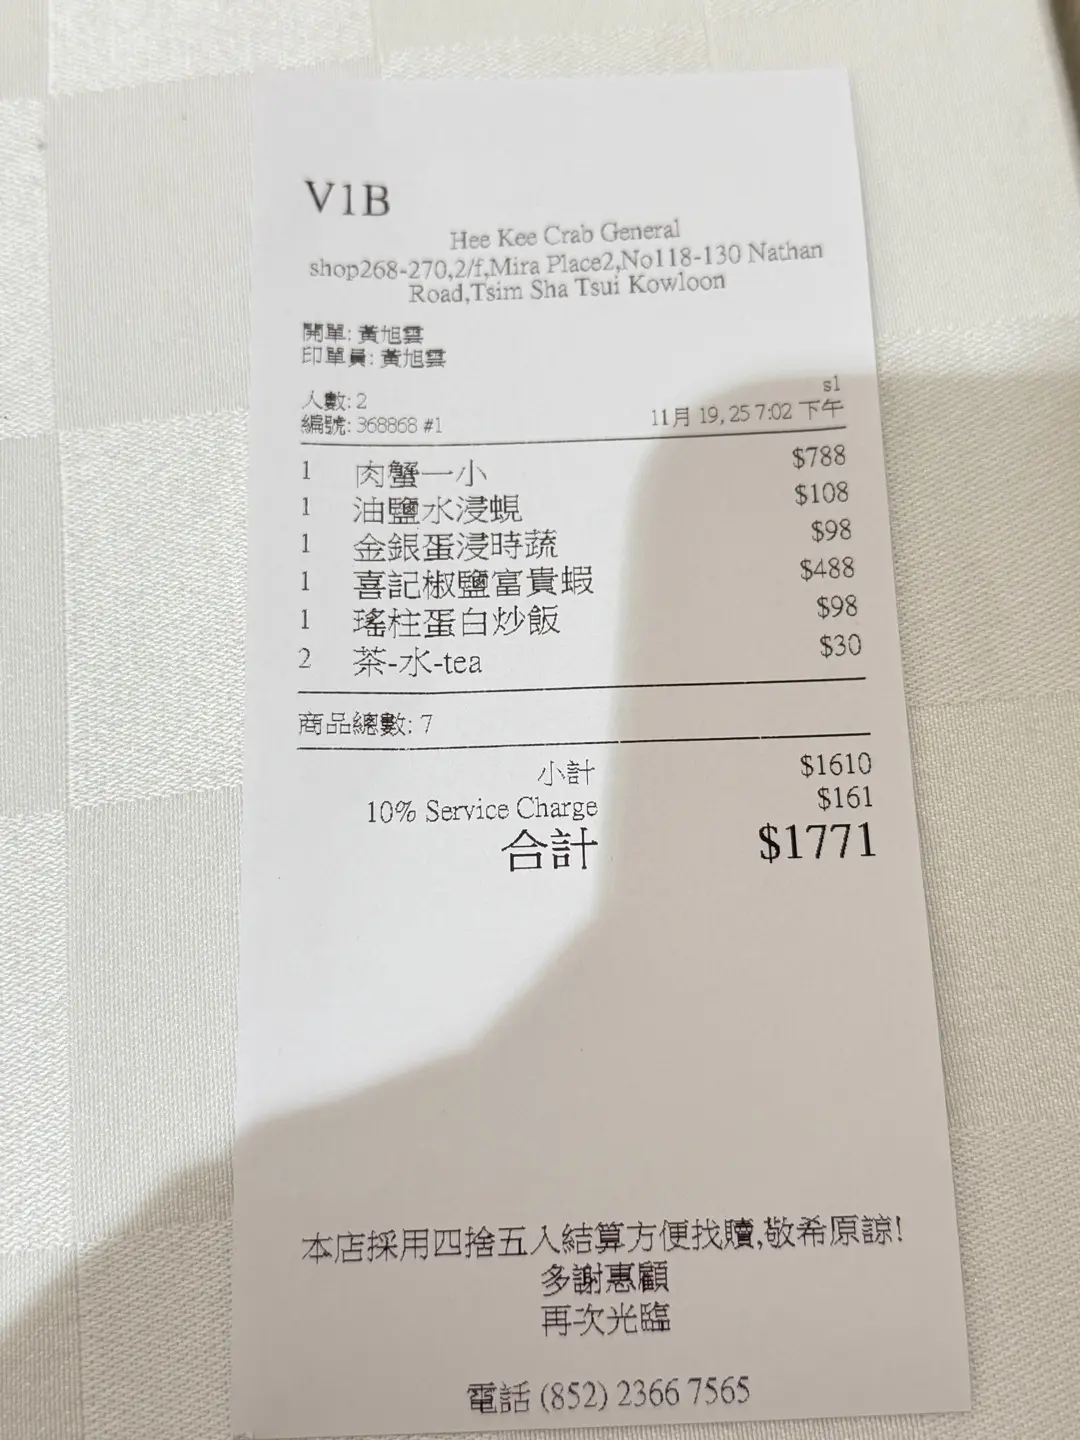 V1B
Hee Kee Crab General
shop268-270,2/f,Mira Place2,No118-130 Nathan
Road,Tsim Sha Tsui Kowloon
開單: 黃旭雲
印單員: 黃旭雲
s1
人數: 2
編號: 368868 #1 11月 19, 25 7:02 下午
1 肉蟹一小 $788
1 油鹽水浸蜆 $108
1 金銀蛋浸時蔬 $98
1 喜記椒鹽富貴蝦 $488
1 瑤柱蛋白炒飯 $98
2 茶-水-tea $30
商品總數: 7
小計 $1610
10% Service Charge $161
合計 $1771
本店採用四捨五入結算方便找贖,敬希原諒!
多謝惠顧
再次光臨
電話 (852) 2366 7565